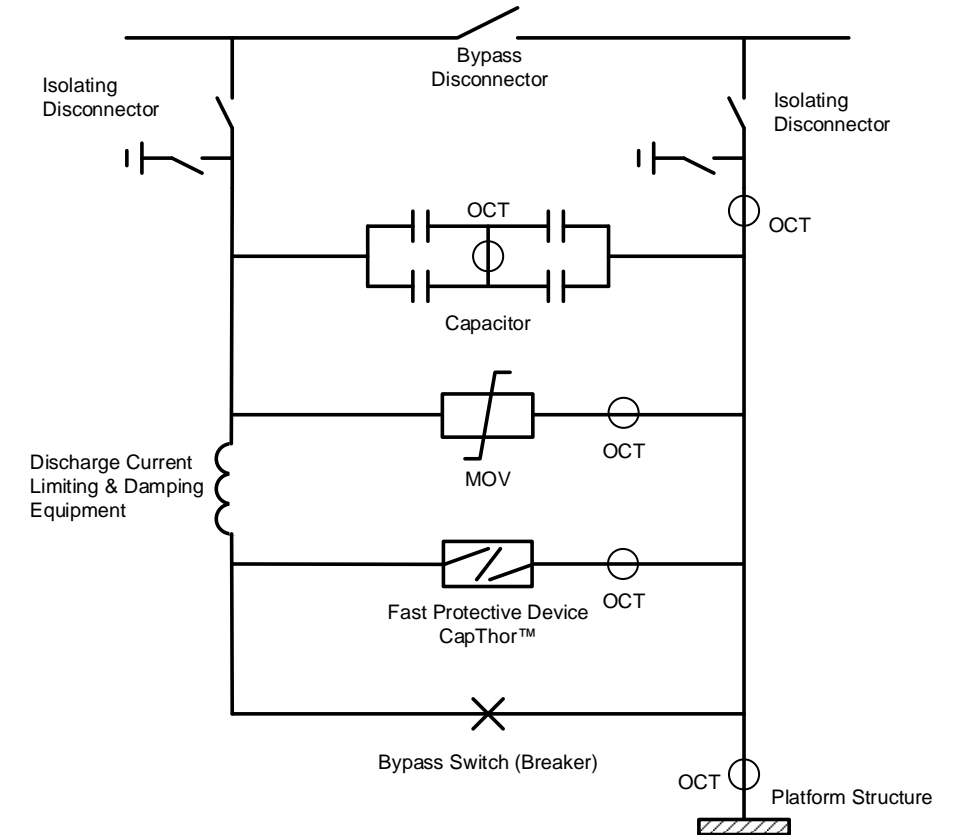 Bypass
Disconnector
Isolating
Disconnector
Isolating
Disconnector
OCT
OCT
Capacitor
OCT
MOV
Discharge Current
Limiting & Damping
Equipment
Fast Protective Device
CapThor™
OCT
Bypass Switch (Breaker)
OCT
Platform Structure